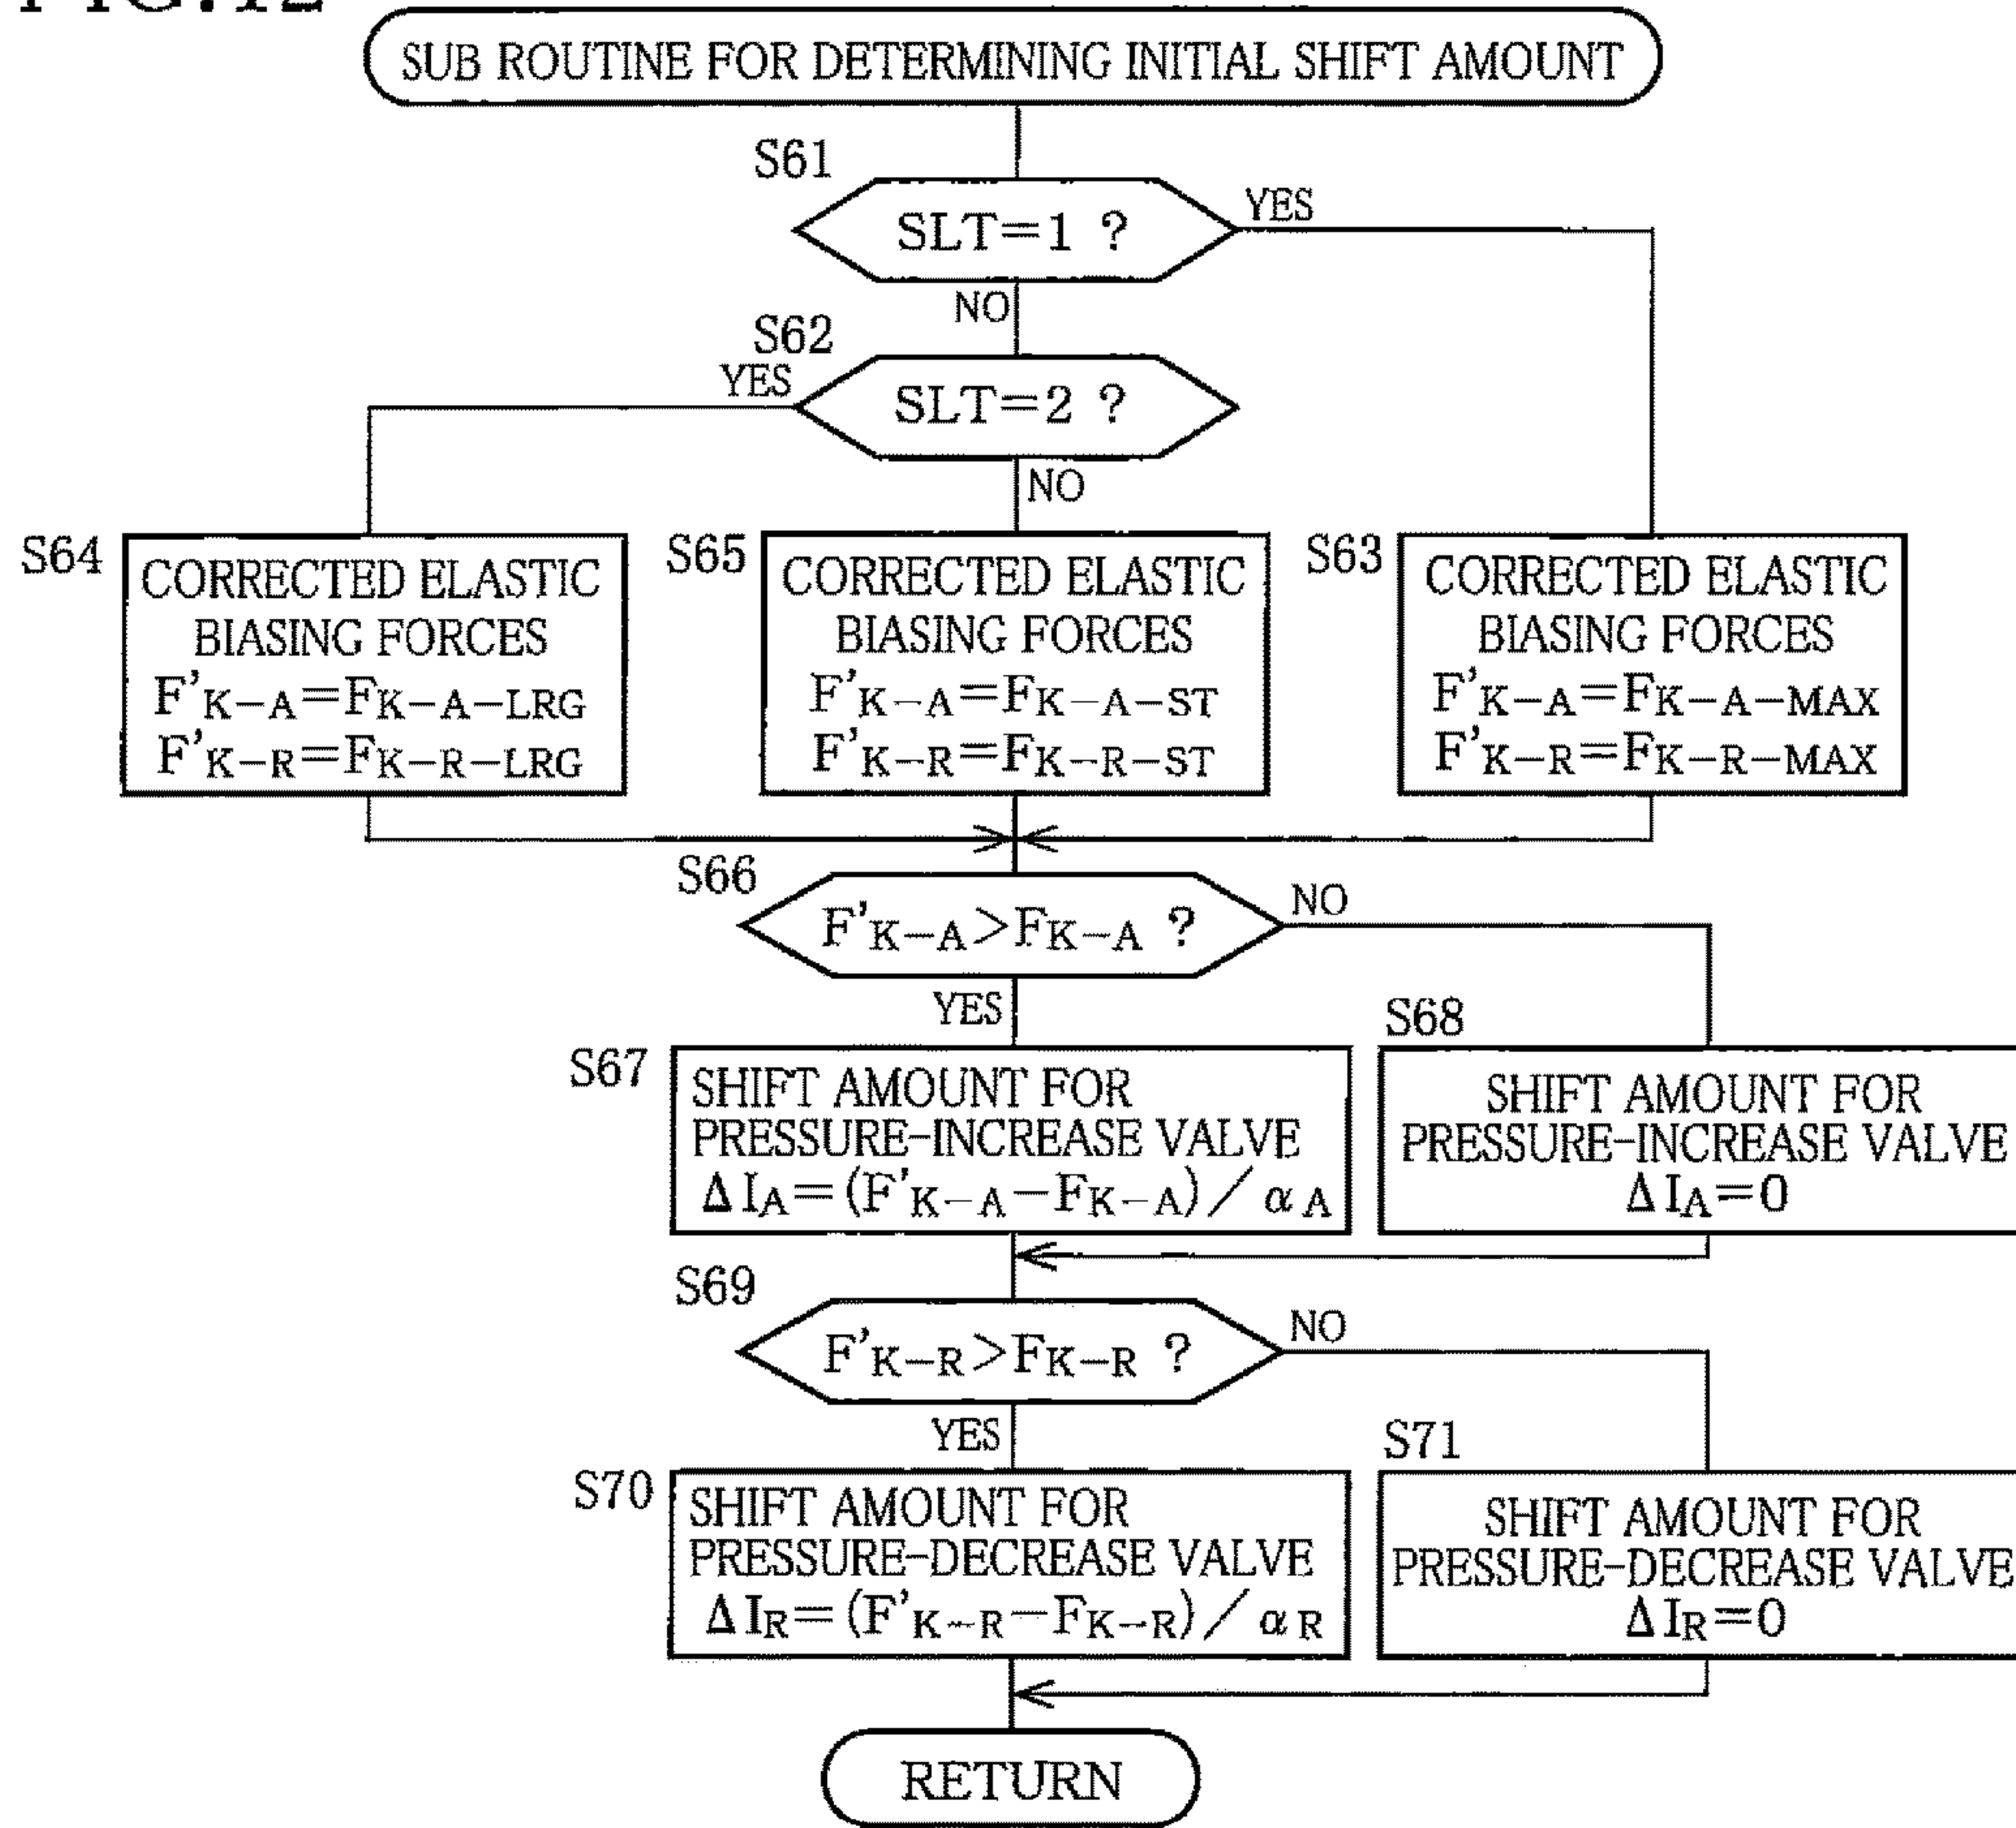 FIG.12
SUB ROUTINE FOR DETERMINING INITIAL SHIFT AMOUNT
S61
SLT=1 ?
YES
NO
S62
YES
SLT=2 ?
NO
S64
CORRECTED ELASTIC
BIASING FORCES
F'K-A=FK-A-LRG
F'K-R=FK-R-LRG
S65
CORRECTED ELASTIC
BIASING FORCES
F'K-A=FK-A-ST
F'K-R=FK-R-ST
S63
CORRECTED ELASTIC
BIASING FORCES
F'K-A=FK-A-MAX
F'K-R=FK-R-MAX
S66
F'K-A>FK-A ?
NO
YES
S67
SHIFT AMOUNT FOR
PRESSURE-INCREASE VALVE
ΔIA=(F'K-A-FK-A)/αA
S68
SHIFT AMOUNT FOR
PRESSURE-INCREASE VALVE
ΔIA=0
S69
F'K-R>FK-R ?
NO
YES
S70
SHIFT AMOUNT FOR
PRESSURE-DECREASE VALVE
ΔIR=(F'K-R-FK-R)/αR
S71
SHIFT AMOUNT FOR
PRESSURE-DECREASE VALVE
ΔIR=0
RETURN